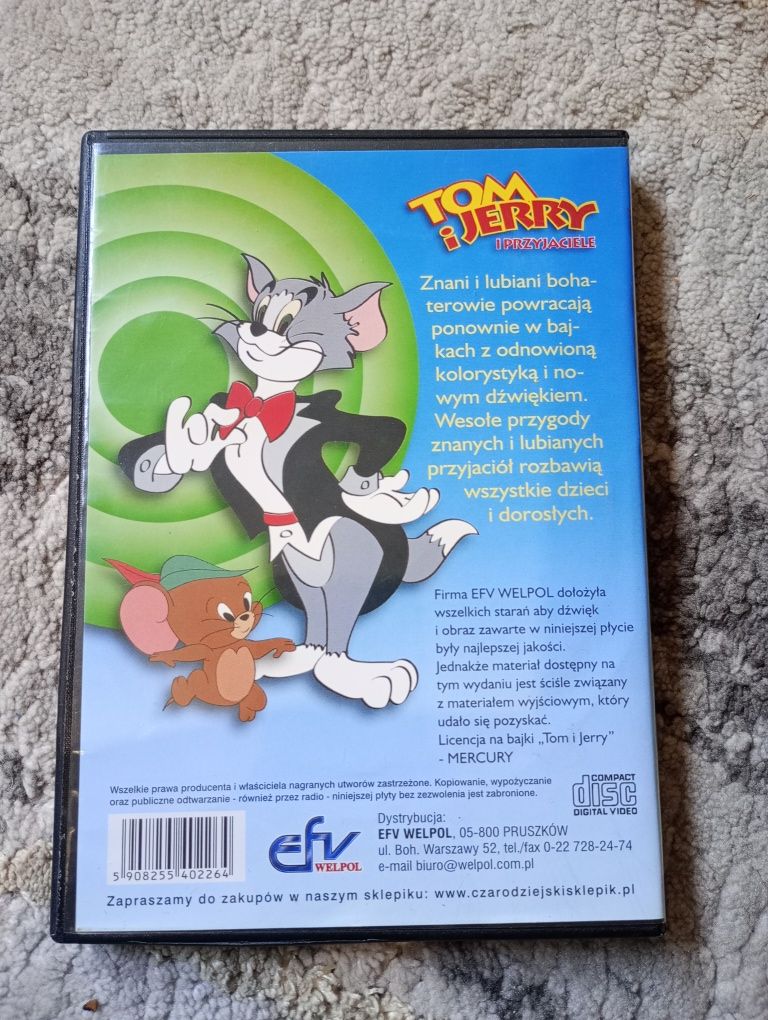 TOM
i JERRY
I PRZYJACIELE
Znani i lubiani boha-
terowie powracają
ponownie w baj-
kach z odnowioną
kolorystyką i no-
wym dźwiękiem.
Wesołe przygody
znanych i lubianych
przyjaciół rozbawią
wszystkie dzieci
i dorosłych.
Firma EFV WELPOL dołożyła
wszelkich starań aby dźwięk
i obraz zawarte w niniejszej płycie
były najlepszej jakości.
Jednakże materiał dostępny na
tym wydaniu jest ściśle związany
z materiałem wyjściowym, który
udało się pozyskać.
Licencja na bajki „Tom i Jerry”
- MERCURY
Wszelkie prawa producenta i właściciela nagranych utworów zastrzeżone. Kopiowanie, wypożyczanie
oraz publiczne odtwarzanie - również przez radio - niniejszej płyty bez zezwolenia jest zabronione.
COMPACT
disc
DIGITAL VIDEO
5 908255 402264
efv
WELPOL
Dystrybucja:
EFV WELPOL, 05-800 PRUSZKÓW
ul. Boh. Warszawy 52, tel./fax 0-22 728-24-74
e-mail biuro@welpol.com.pl
Zapraszamy do zakupów w naszym sklepiku: www.czarodziejskisklepik.pl